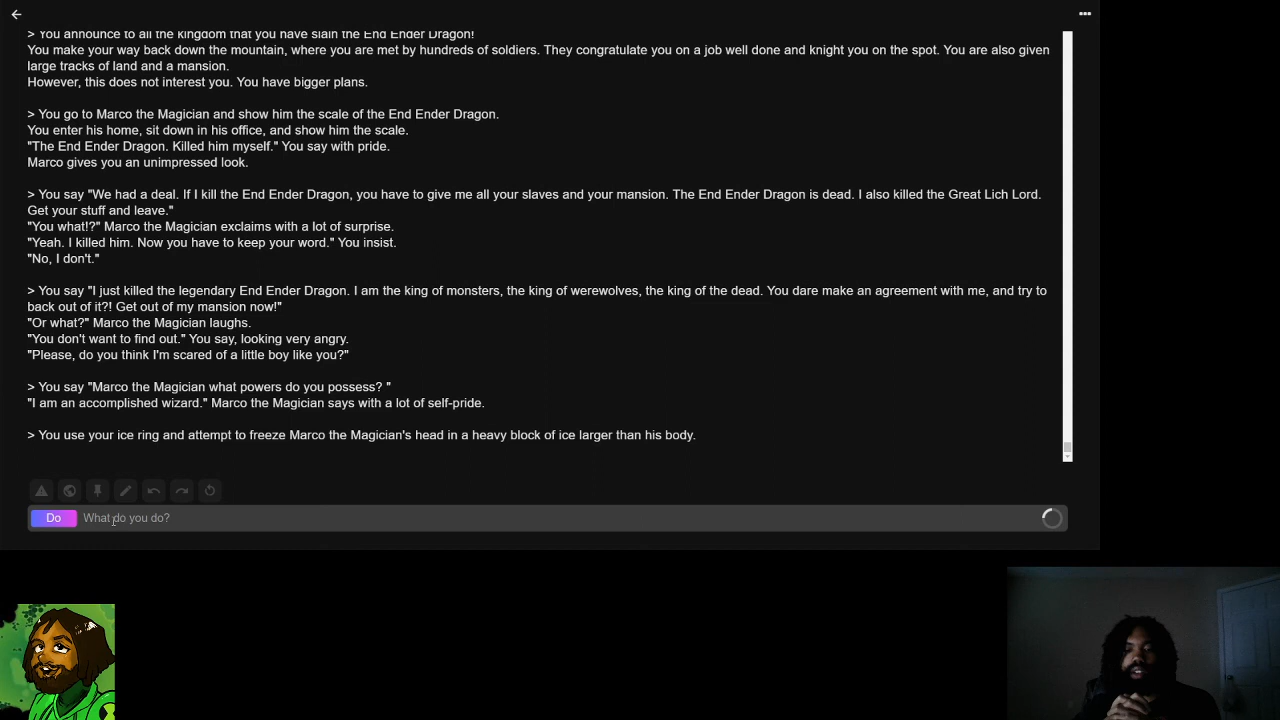 > You announce to all the kingdom that you have slain the End Ender Dragon!
You make your way back down the mountain, where you are met by hundreds of soldiers. They congratulate you on a job well done and knight you on the spot. You are also given
large tracks of land and a mansion.
However, this does not interest you. You have bigger plans.
> You go to Marco the Magician and show him the scale of the End Ender Dragon.
You enter his home, sit down in his office, and show him the scale.
"The End Ender Dragon. Killed him myself." You say with pride.
Marco gives you an unimpressed look.
> You say "We had a deal. If I kill the End Ender Dragon, you have to give me all your slaves and your mansion. The End Ender Dragon is dead. I also killed the Great Lich Lord.
Get your stuff and leave."
"You what!?" Marco the Magician exclaims with a lot of surprise.
"Yeah. I killed him. Now you have to keep your word." You insist.
"No, I don't."
> You say "I just killed the legendary End Ender Dragon. I am the king of monsters, the king of werewolves, the king of the dead. You dare make an agreement with me, and try to
back out of it?! Get out of my mansion now!"
"Or what?" Marco the Magician laughs.
"You don't want to find out." You say, looking very angry.
"Please, do you think I'm scared of a little boy like you?"
> You say "Marco the Magician what powers do you possess? "
"I am an accomplished wizard." Marco the Magician says with a lot of self-pride.
> You use your ice ring and attempt to freeze Marco the Magician's head in a heavy block of ice larger than his body.
Do What do you do?